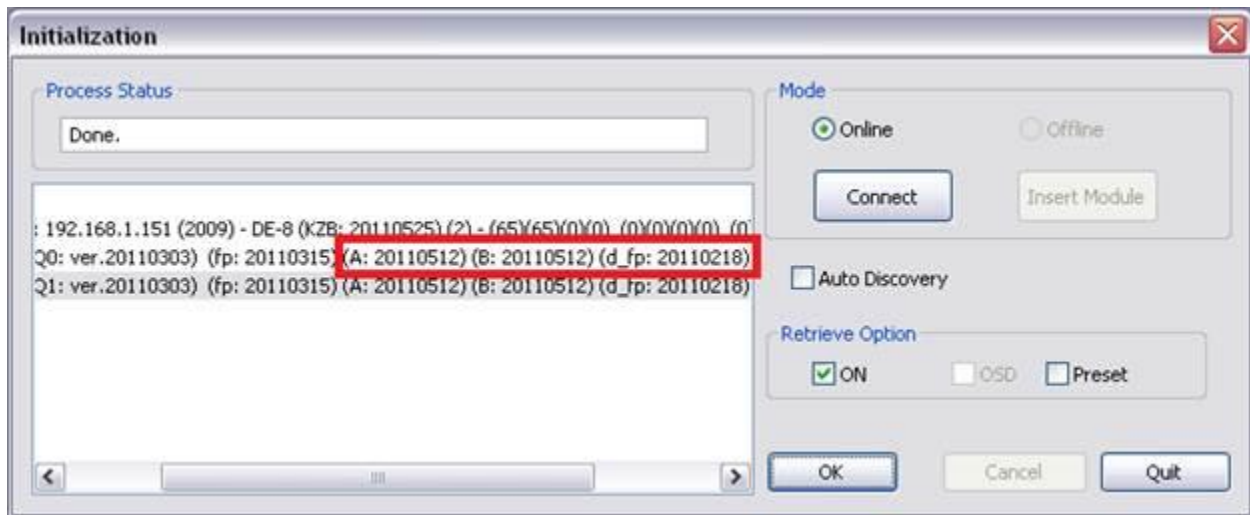 Initialization
Process Status
Done.
: 192.168.1.151 (2009) - DE-8 (KZB: 20110525) (2) - (65)(65)(0)(0) (0)(0)(0)(0) (0
Q0: ver.20110303) (fp: 20110315) (A: 20110512) (B: 20110512) (d_fp: 20110218)
Q1: ver.20110303) (fp: 20110315) (A: 20110512) (B: 20110512) (d_fp: 20110218)
Mode
Online Offline
Connect Insert Module
Auto Discovery
Retrieve Option
ON OSD Preset
OK Cancel Quit